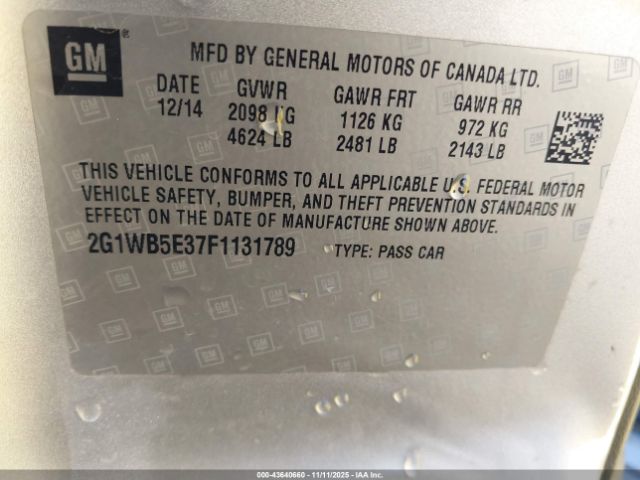 GM
MFD BY GENERAL MOTORS OF CANADA LTD.
DATE GVWR GAWR FRT GAWR RR
12/14 2098 KG 1126 KG 972 KG
4624 LB 2481 LB 2143 LB
THIS VEHICLE CONFORMS TO ALL APPLICABLE U.S. FEDERAL MOTOR
VEHICLE SAFETY, BUMPER, AND THEFT PREVENTION STANDARDS IN
EFFECT ON THE DATE OF MANUFACTURE SHOWN ABOVE.
2G1WB5E37F1131789 TYPE: PASS CAR
000-43640660 - 11/11/2025 - IAA Inc.